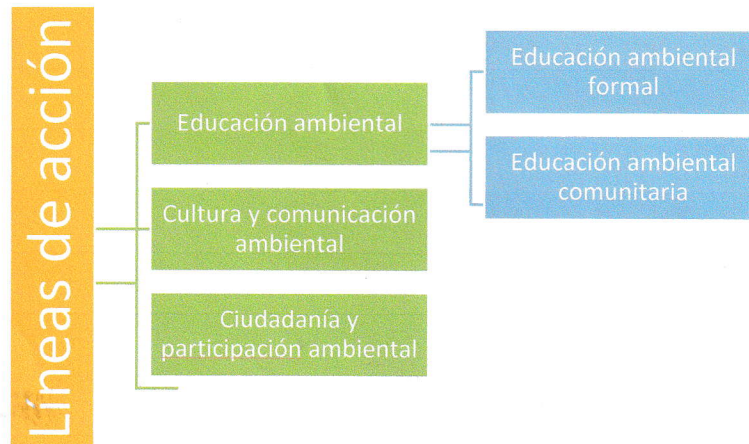 Líneas de acción
Educación ambiental
Cultura y comunicación
ambiental
Ciudadanía y
participación ambiental
Educación ambiental
formal
Educación ambiental
comunitaria